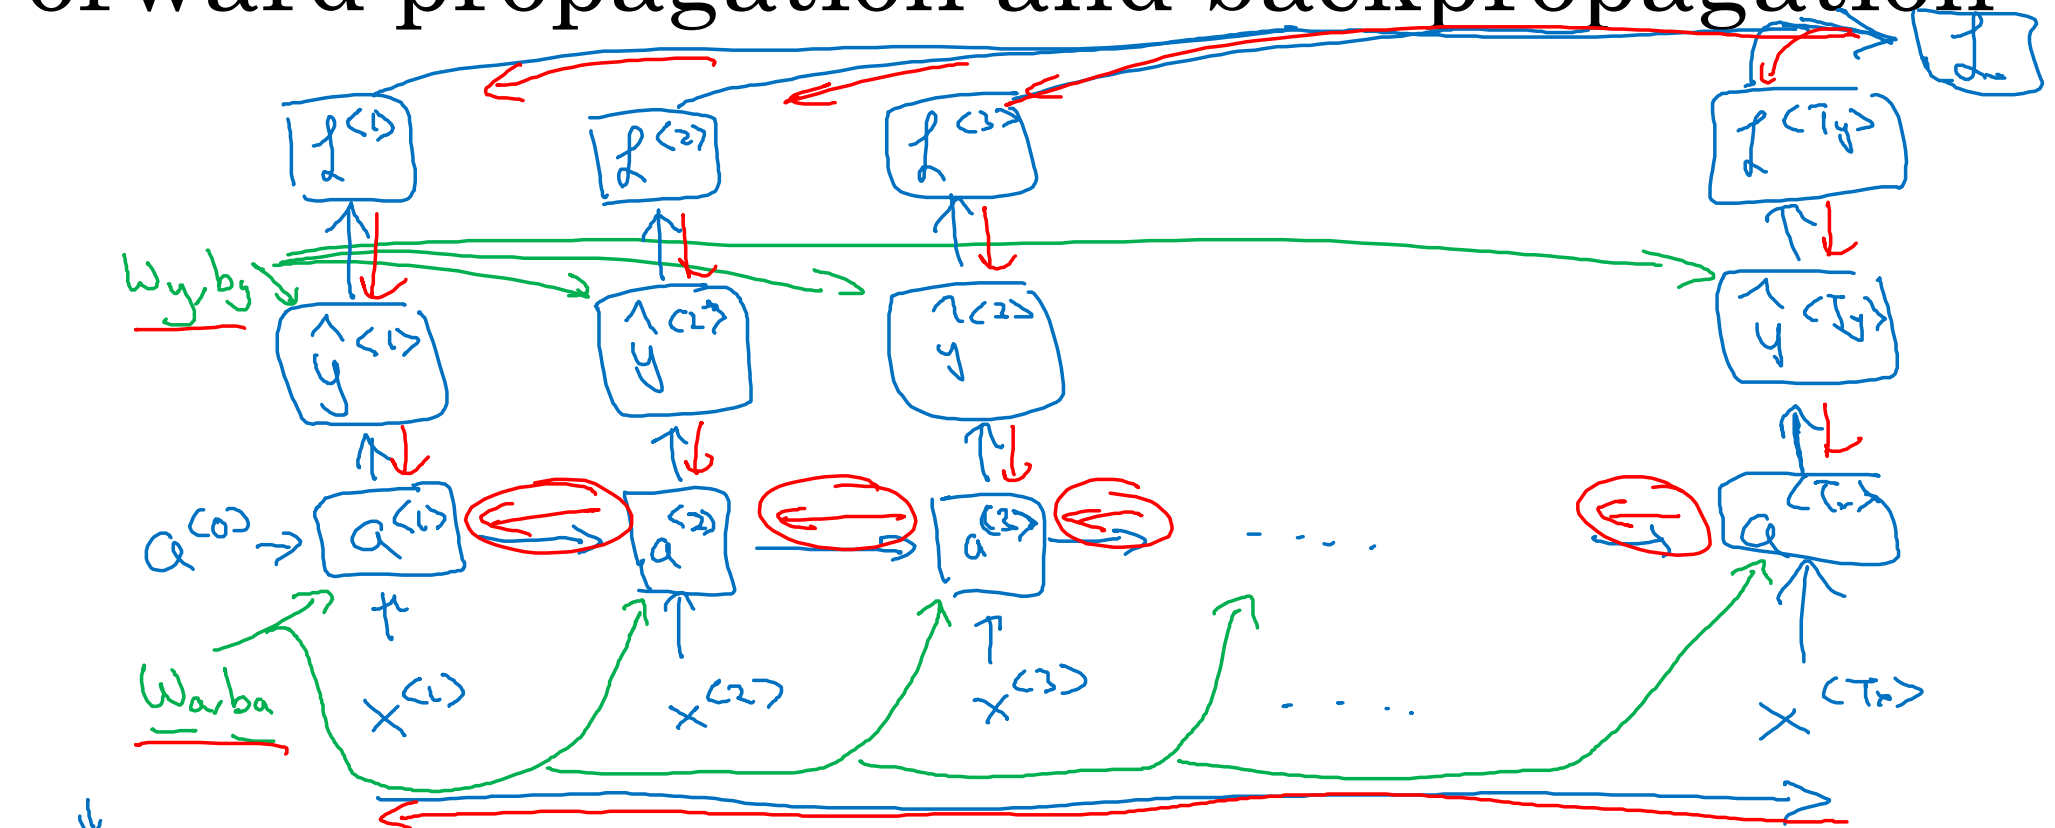 orward propagation and backpropagation
ℒ
ℒ<1> ℒ<2> ℒ<3> ℒ<Ty>
Wy,by
ŷ<1> ŷ<2> ŷ<2> ŷ<Ty>
a<0> → a<1> a<2> a<3> - - . . a<Tx>
Wa,ba
x<1> x<2> x<3> . . . . x<Tx>